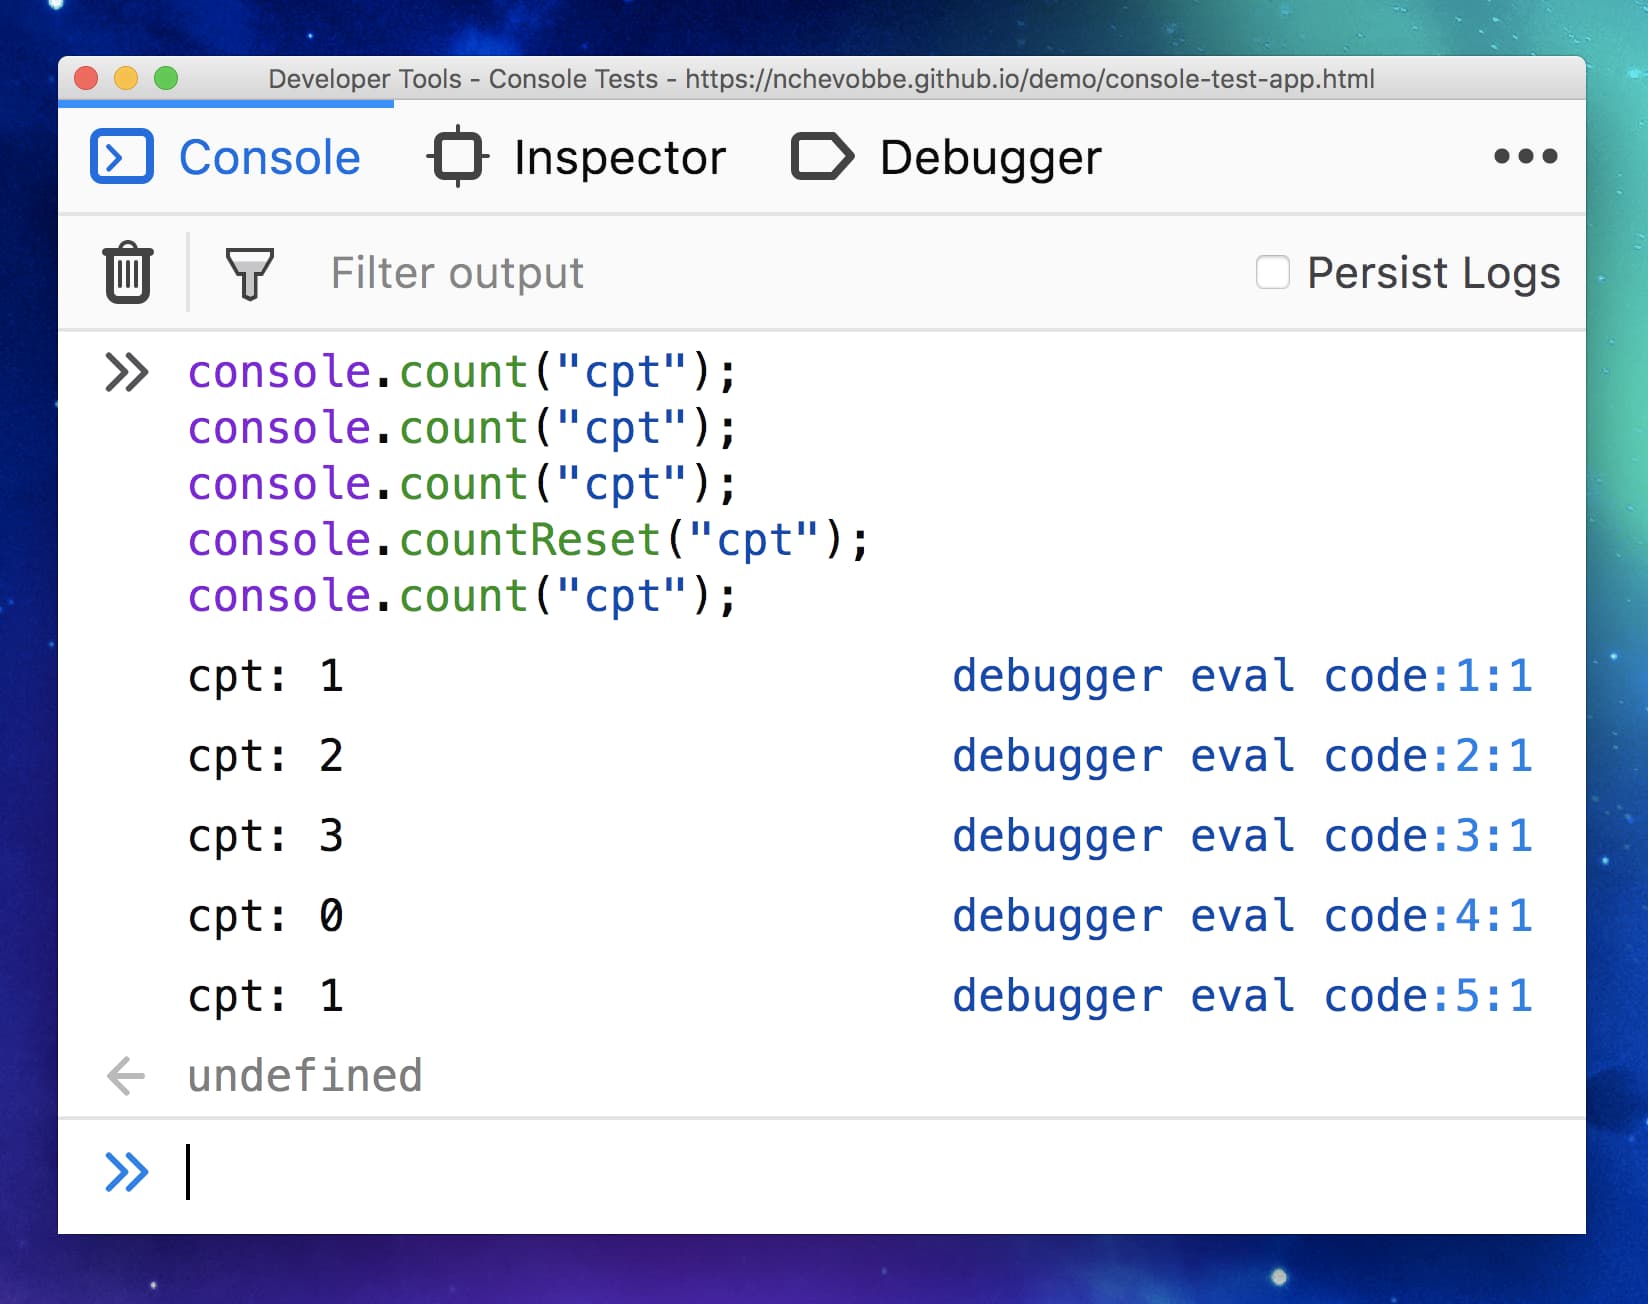 Developer Tools - Console Tests - https://nchevobbe.github.io/demo/console-test-app.html
Console Inspector Debugger
Filter output Persist Logs
console.count("cpt");
console.count("cpt");
console.count("cpt");
console.countReset("cpt");
console.count("cpt");
cpt: 1 debugger eval code:1:1
cpt: 2 debugger eval code:2:1
cpt: 3 debugger eval code:3:1
cpt: 0 debugger eval code:4:1
cpt: 1 debugger eval code:5:1
undefined